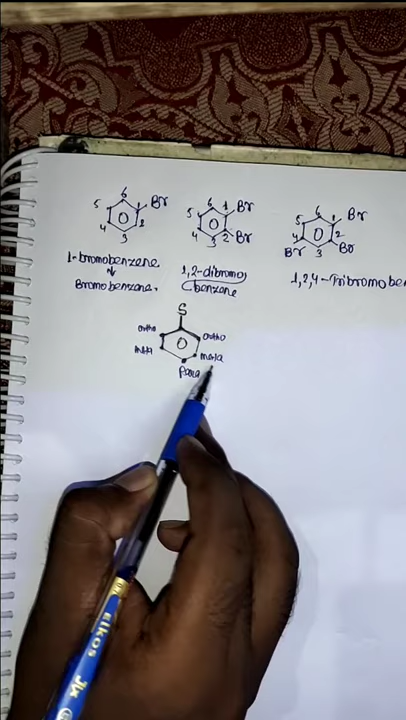 6 1 Br 2 3 4 5
6 1 Br 2 Br 3 4 5
6 1 Br 2 Br 3 4 Br 5
1-bromobenzene
Bromobenzene.
1,2-dibromo
benzene
1,2,4-Tribromoben
S
ortho ortho
meta meta
Para
elkos